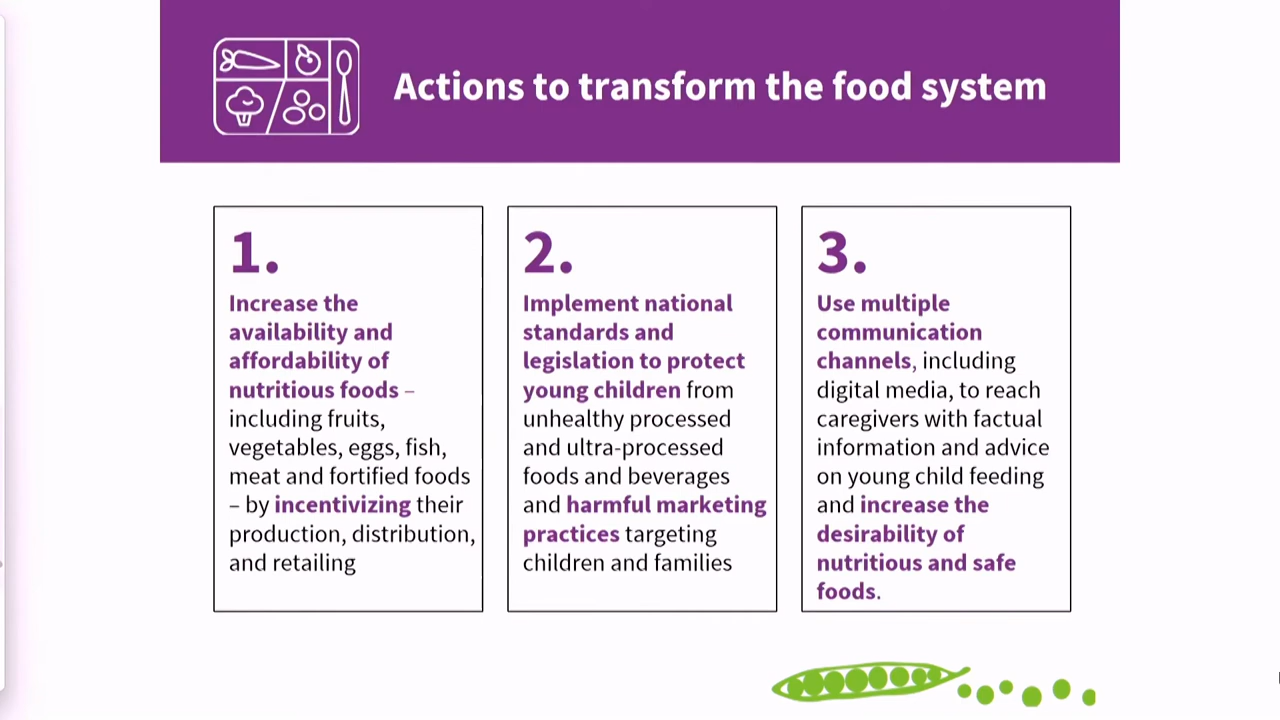 Actions to transform the food system
1.
Increase the
availability and
affordability of
nutritious foods –
including fruits,
vegetables, eggs, fish,
meat and fortified foods
– by incentivizing their
production, distribution,
and retailing
2.
Implement national
standards and
legislation to protect
young children from
unhealthy processed
and ultra-processed
foods and beverages
and harmful marketing
practices targeting
children and families
3.
Use multiple
communication
channels, including
digital media, to reach
caregivers with factual
information and advice
on young child feeding
and increase the
desirability of
nutritious and safe
foods.